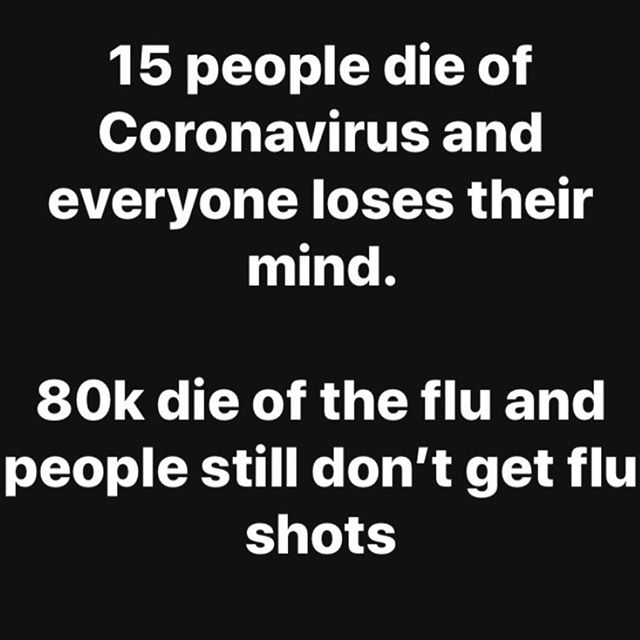 15 people die of
Coronavirus and
everyone loses their
mind.
80k die of the flu and
people still don’t get flu
shots